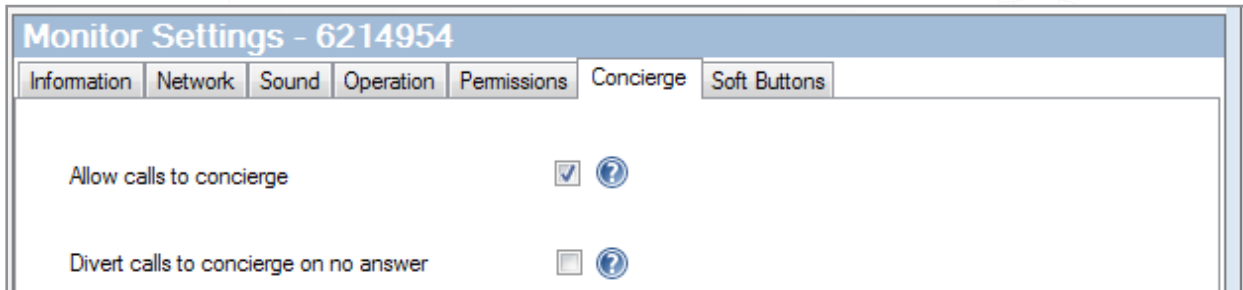 Monitor Settings - 6214954
Information Network Sound Operation Permissions Concierge Soft Buttons
Allow calls to concierge ?
Divert calls to concierge on no answer ?